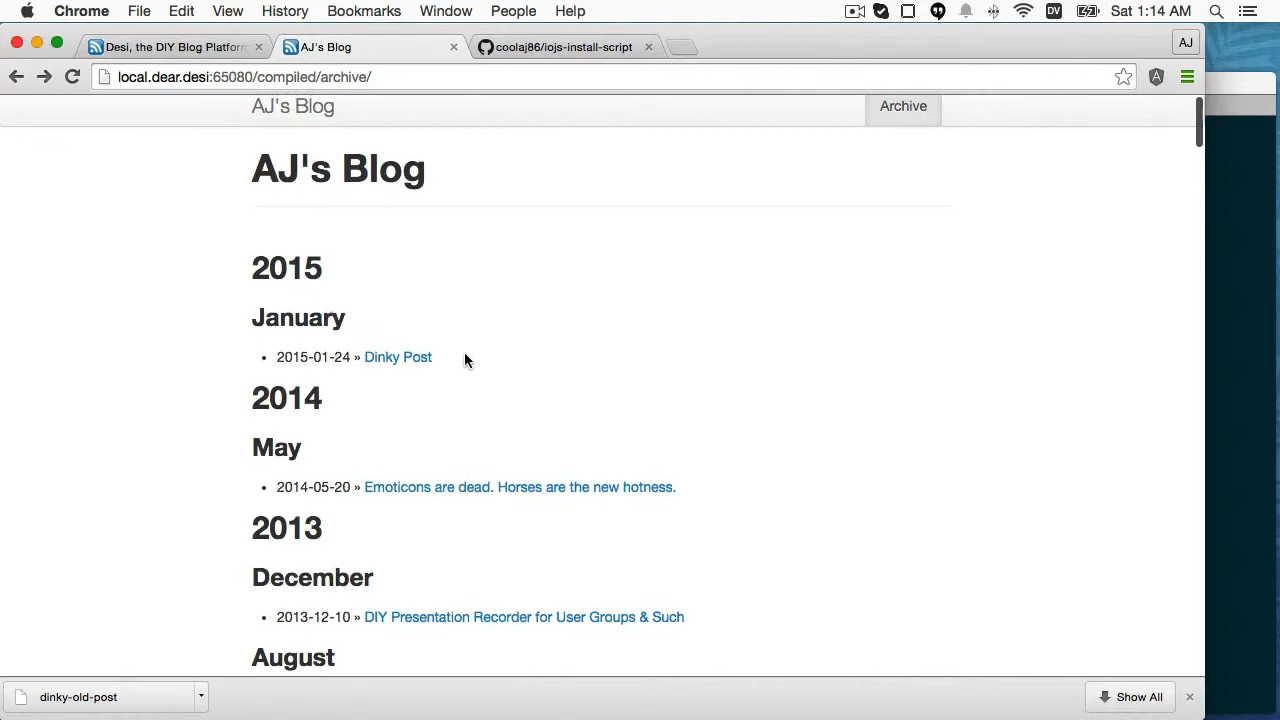 Chrome File Edit View History Bookmarks Window People Help DV Sat 1:14 AM
Desi, the DIY Blog Platform AJ's Blog coolaj86/iojs-install-script AJ
local.dear.desi:65080/compiled/archive/
AJ's Blog Archive
AJ's Blog
2015
January
• 2015-01-24 » Dinky Post
2014
May
• 2014-05-20 » Emoticons are dead. Horses are the new hotness.
2013
December
• 2013-12-10 » DIY Presentation Recorder for User Groups & Such
August
dinky-old-post Show All